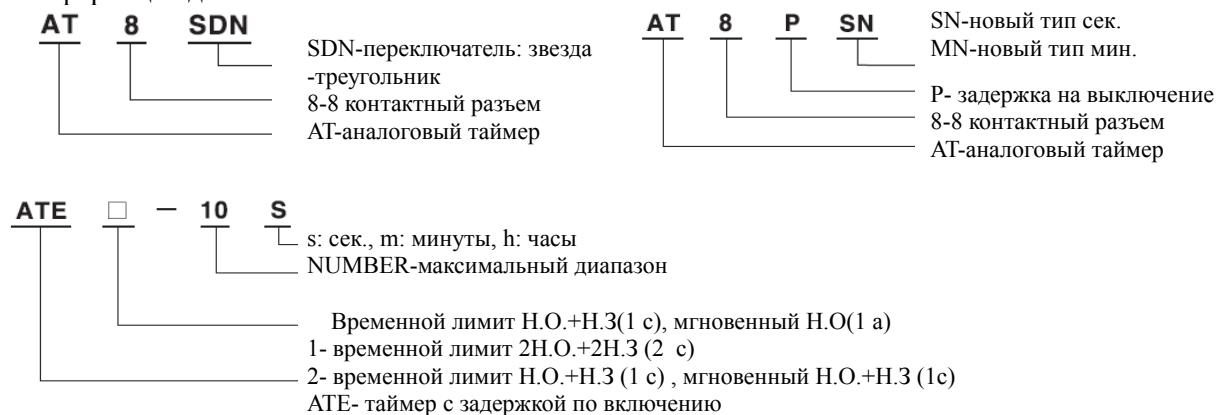 AT 8 SDN
SDN-переключатель: звезда
-треугольник
8-8 контактный разъем
AT-аналоговый таймер
AT 8 P SN
SN-новый тип сек.
MN-новый тип мин.
P- задержка на выключение
8-8 контактный разъем
AT-аналоговый таймер
ATE □ — 10 S
s: сек., m: минуты, h: часы
NUMBER-максимальный диапазон
Временной лимит Н.О.+Н.З(1 с), мгновенный Н.О(1 а)
1- временной лимит 2Н.О.+2Н.З (2 с)
2- временной лимит Н.О.+Н.З (1 с) , мгновенный Н.О.+Н.З (1с)
ATE- таймер с задержкой по включению